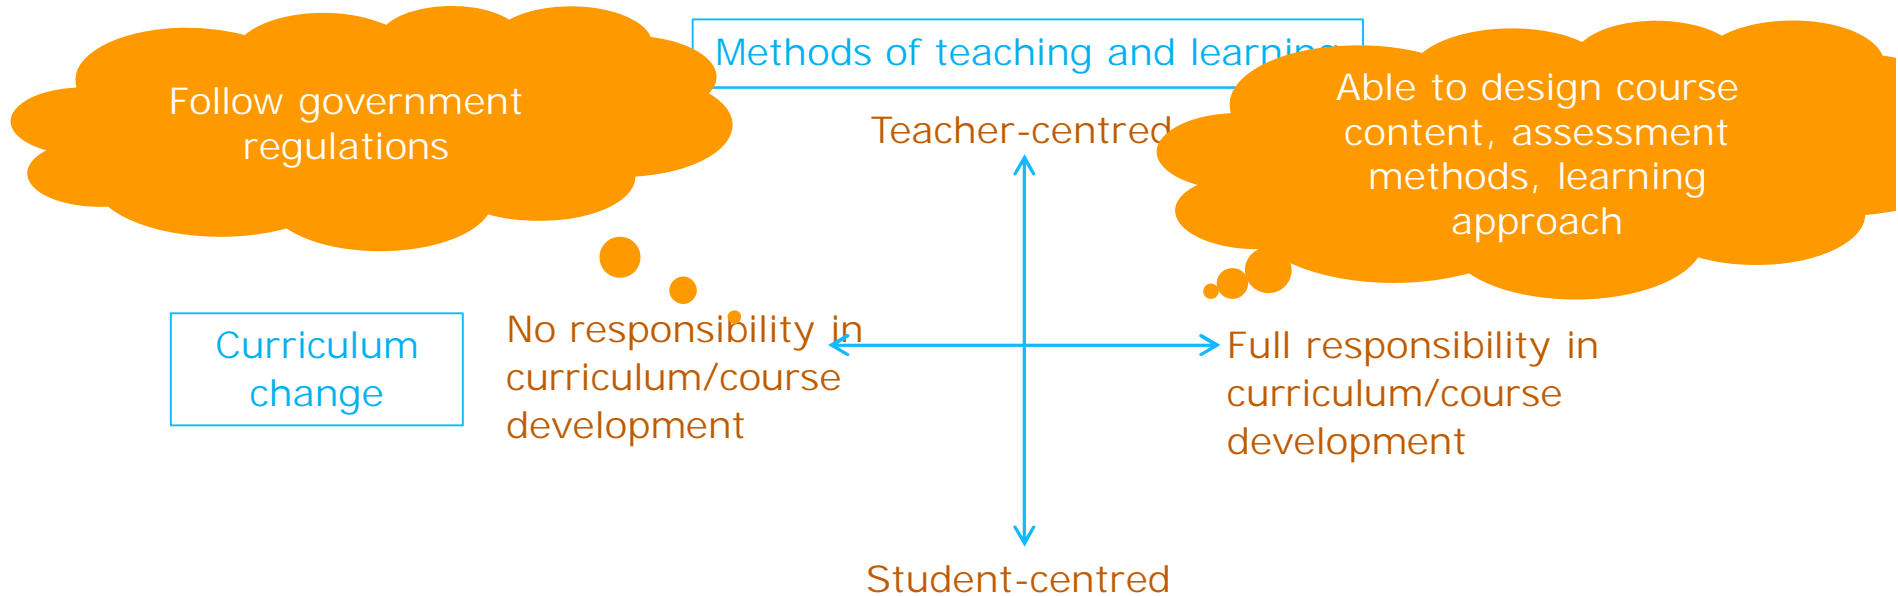 Methods of teaching and learning
Follow government
regulations
Able to design course
content, assessment
methods, learning
approach
Teacher-centred
Curriculum
change
No responsibility in
curriculum/course
development
Full responsibility in
curriculum/course
development
Student-centred